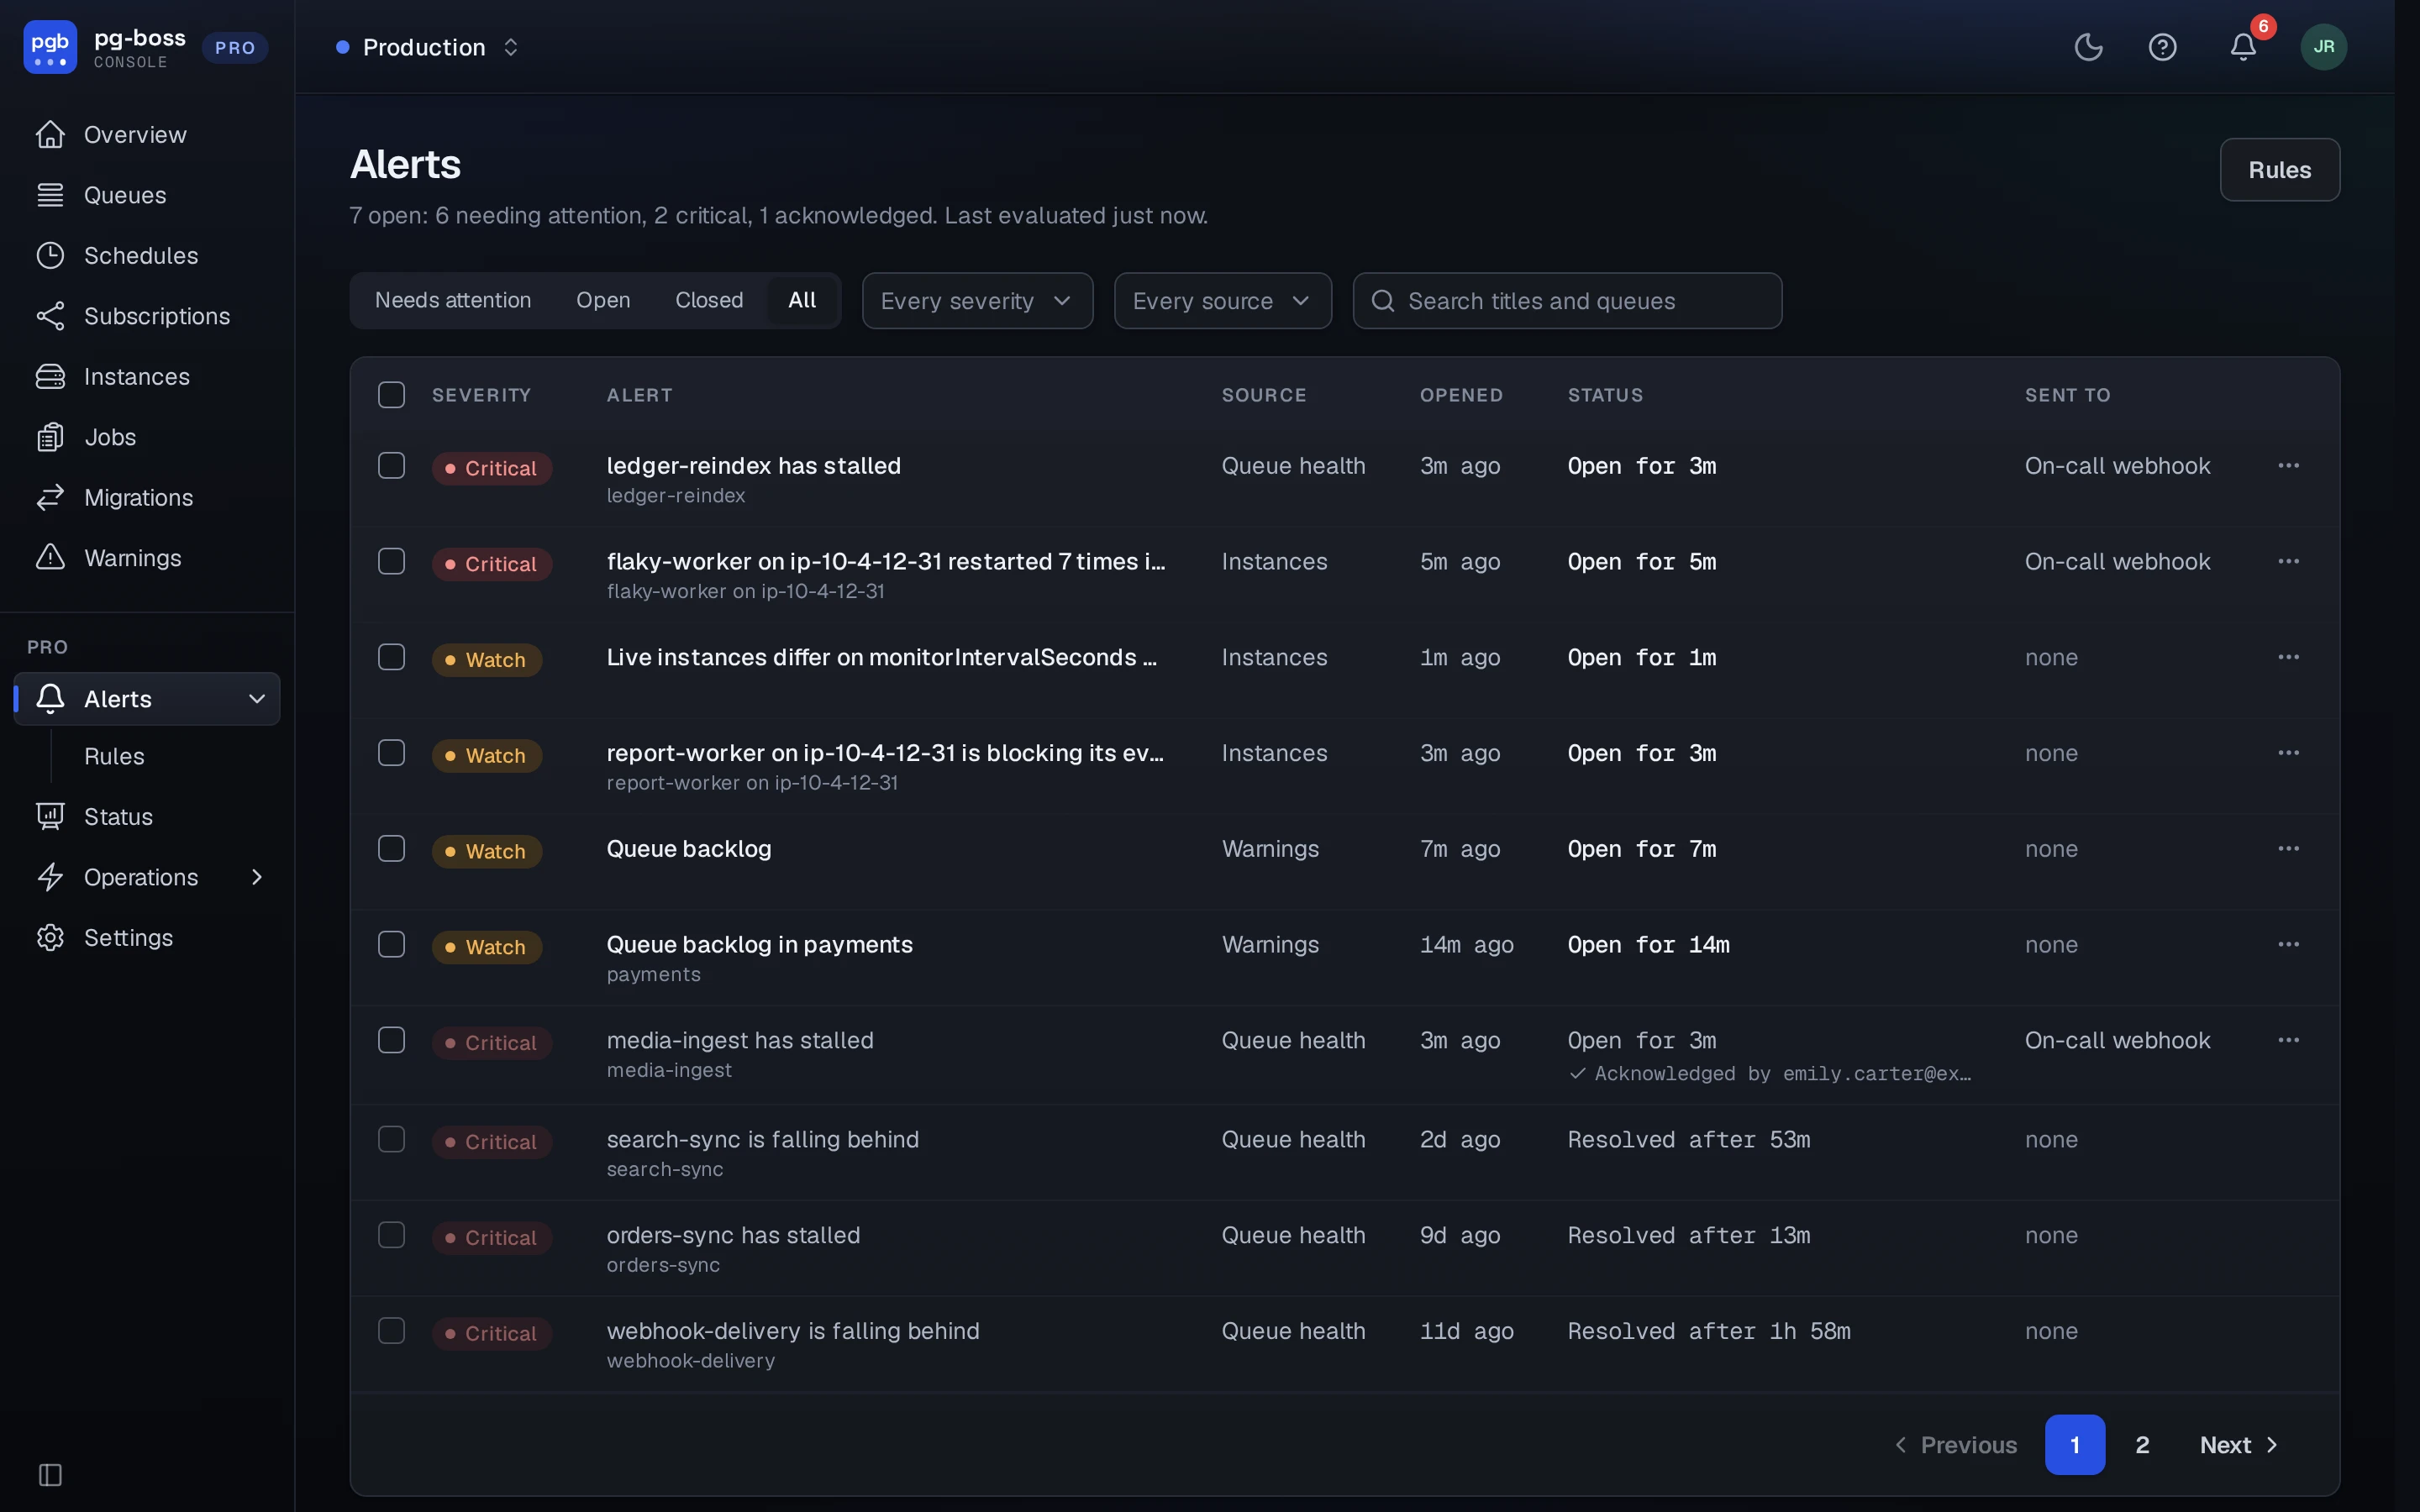 pgb
pg-boss
CONSOLE
PRO
Production
6
JR
Overview
Queues
Schedules
Subscriptions
Instances
Jobs
Migrations
Warnings
PRO
Alerts
Rules
Status
Operations
Settings
Alerts
Rules
7 open: 6 needing attention, 2 critical, 1 acknowledged. Last evaluated just now.
Needs attention Open Closed All Every severity Every source Search titles and queues
SEVERITY ALERT SOURCE OPENED STATUS SENT TO
Critical ledger-reindex has stalled Queue health 3m ago Open for 3m On-call webhook
ledger-reindex
Critical flaky-worker on ip-10-4-12-31 restarted 7 times i... Instances 5m ago Open for 5m On-call webhook
flaky-worker on ip-10-4-12-31
Watch Live instances differ on monitorIntervalSeconds ... Instances 1m ago Open for 1m none
Watch report-worker on ip-10-4-12-31 is blocking its ev... Instances 3m ago Open for 3m none
report-worker on ip-10-4-12-31
Watch Queue backlog Warnings 7m ago Open for 7m none
Watch Queue backlog in payments Warnings 14m ago Open for 14m none
payments
Critical media-ingest has stalled Queue health 3m ago Open for 3m On-call webhook
media-ingest Acknowledged by emily.carter@ex...
Critical search-sync is falling behind Queue health 2d ago Resolved after 53m none
search-sync
Critical orders-sync has stalled Queue health 9d ago Resolved after 13m none
orders-sync
Critical webhook-delivery is falling behind Queue health 11d ago Resolved after 1h 58m none
webhook-delivery
Previous 1 2 Next